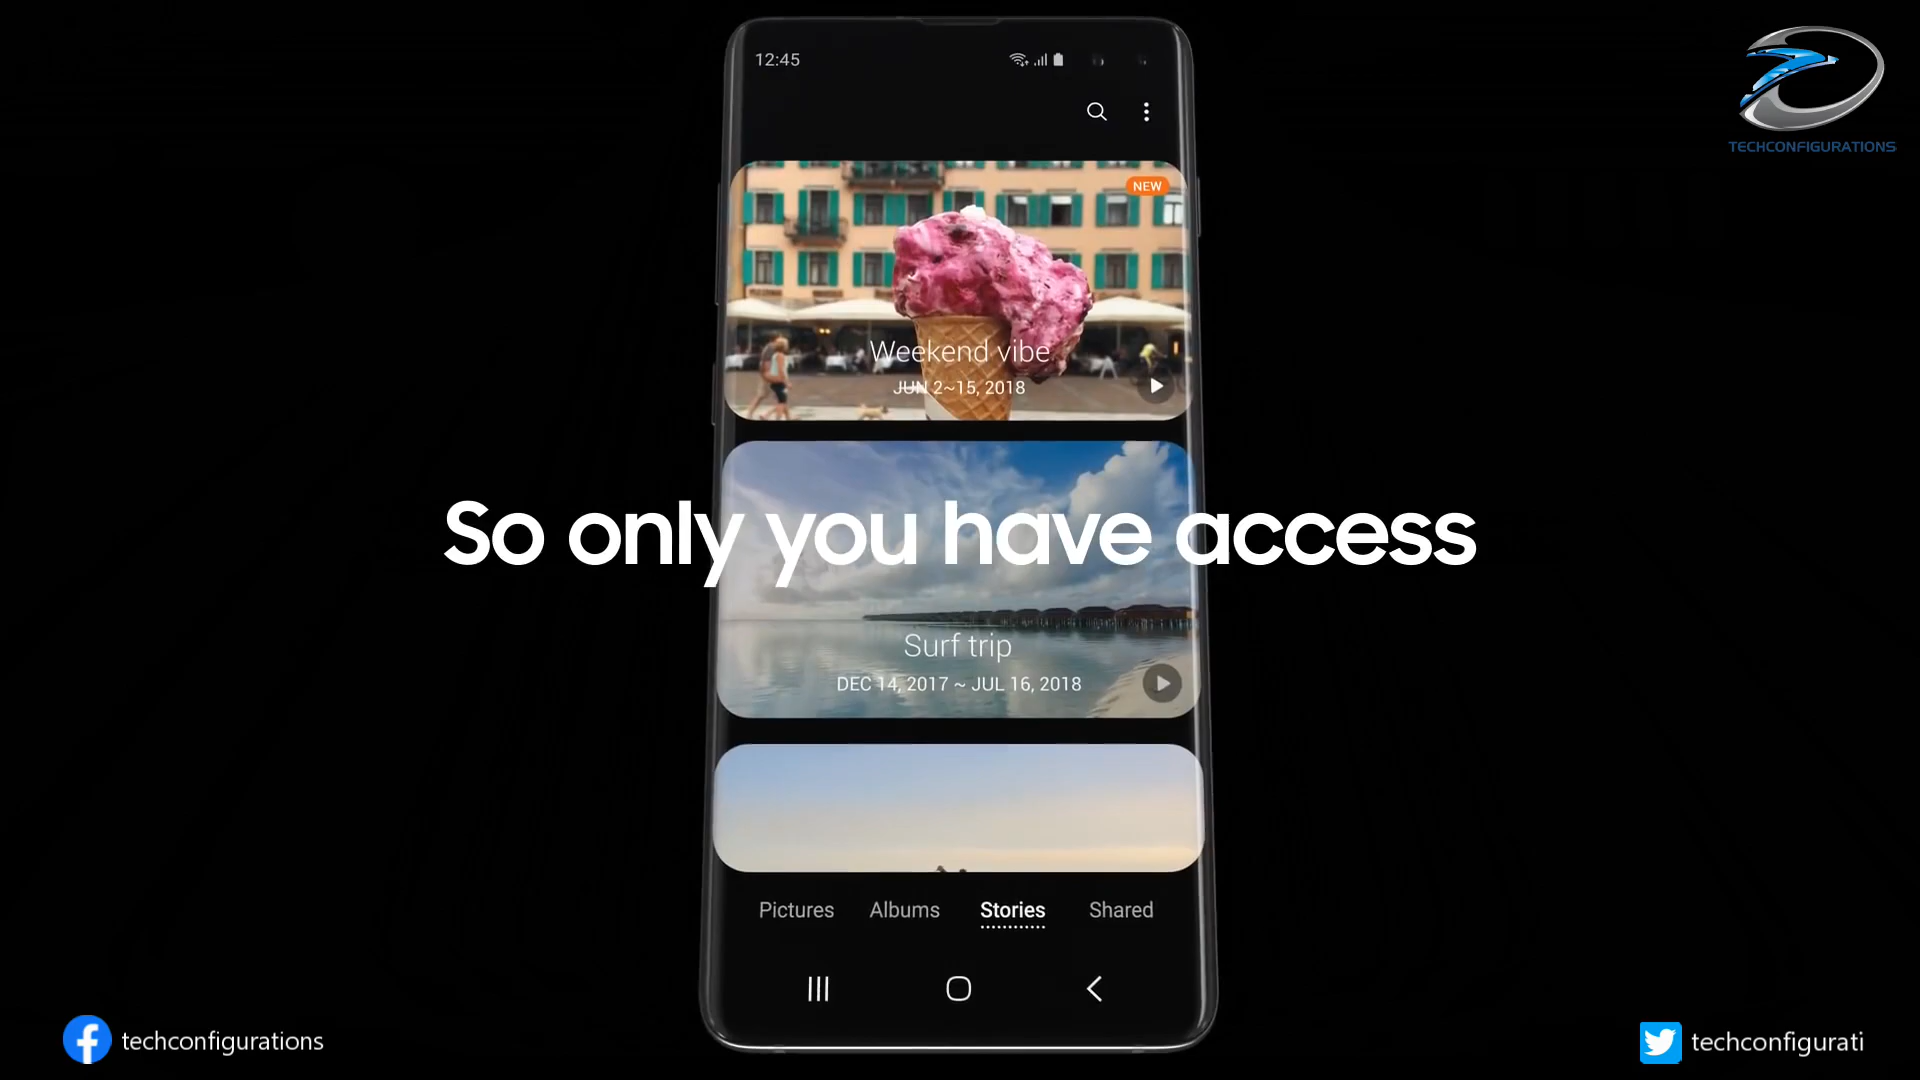 12:45
TECHCONFIGURATIONS
NEW
Weekend vibe
JUN 2~15, 2018
So only you have access
Surf trip
DEC 14, 2017 ~ JUL 16, 2018
Pictures Albums Stories Shared
techconfigurations
techconfigurati